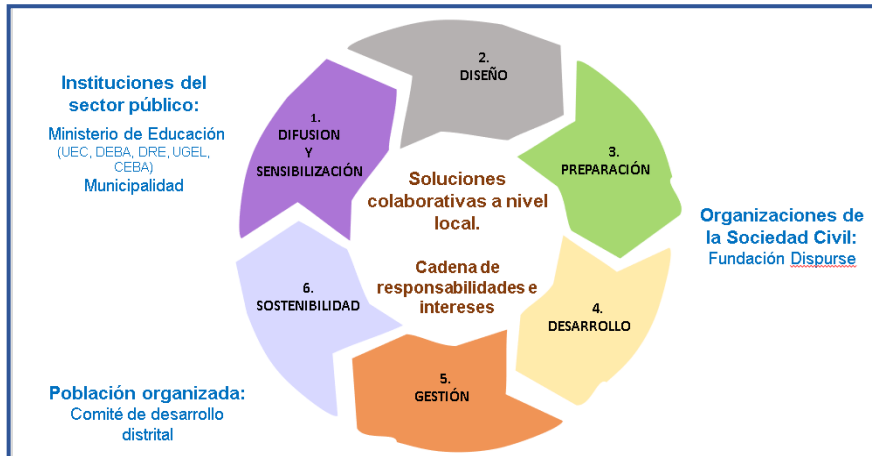 Instituciones del
sector público:
Ministerio de Educación
(UEC, DEBA, DRE, UGEL,
CEBA)
Municipalidad
1.
DIFUSION
Y
SENSIBILIZACIÓN
2.
DISEÑO
3.
PREPARACIÓN
Soluciones
colaborativas a nivel
local.
Cadena de
responsabilidades e
intereses
Organizaciones de
la Sociedad Civil:
Fundación Dispurse
4.
DESARROLLO
5.
GESTIÓN
6.
SOSTENIBILIDAD
Población organizada:
Comité de desarrollo
distrital